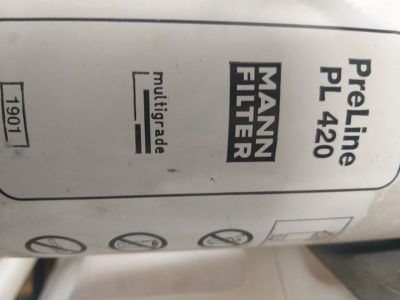 PreLine
PL 420
MANN
FILTER
multigrade
1901